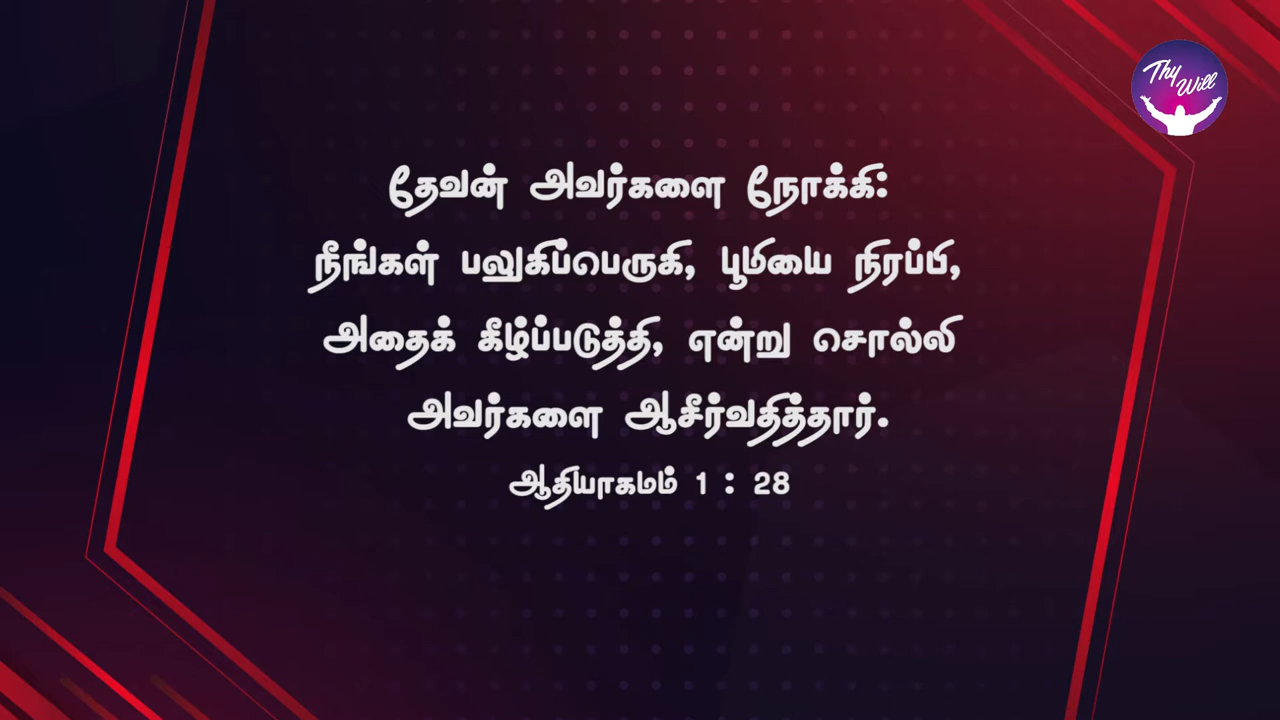 Thy
Will
தேவன் அவர்களை நோக்கி:
நீங்கள் பலுகிப்பெருகி, பூமியை நிரப்பி,
அதைக் கீழ்ப்படுத்தி, என்று சொல்லி
அவர்களை ஆசீர்வதித்தார்.
ஆதியாகமம் 1 : 28